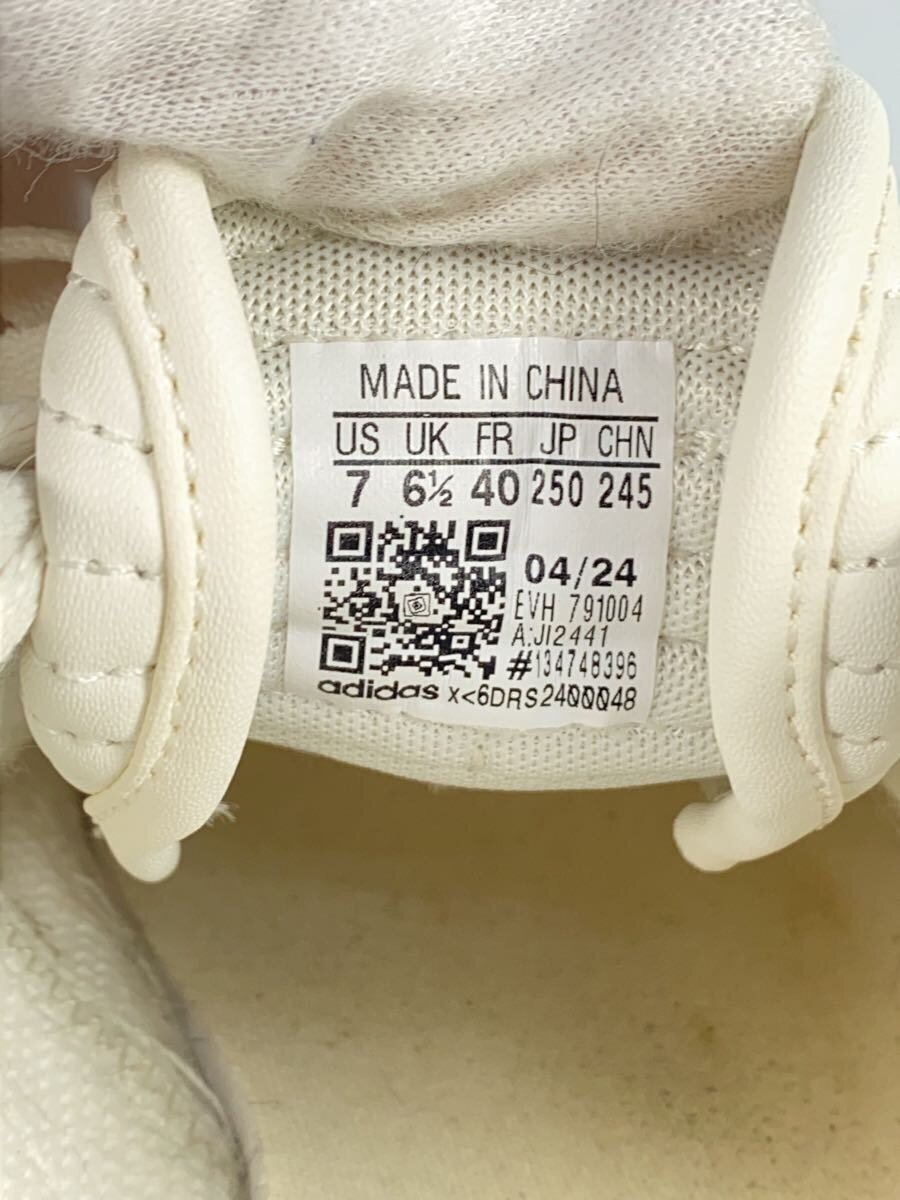 MADE IN CHINA
US UK FR JP CHN
7 6½ 40 250 245
04/24
EVH 791004
A:JI2441
#134748396
adidas x<6DRS24000048